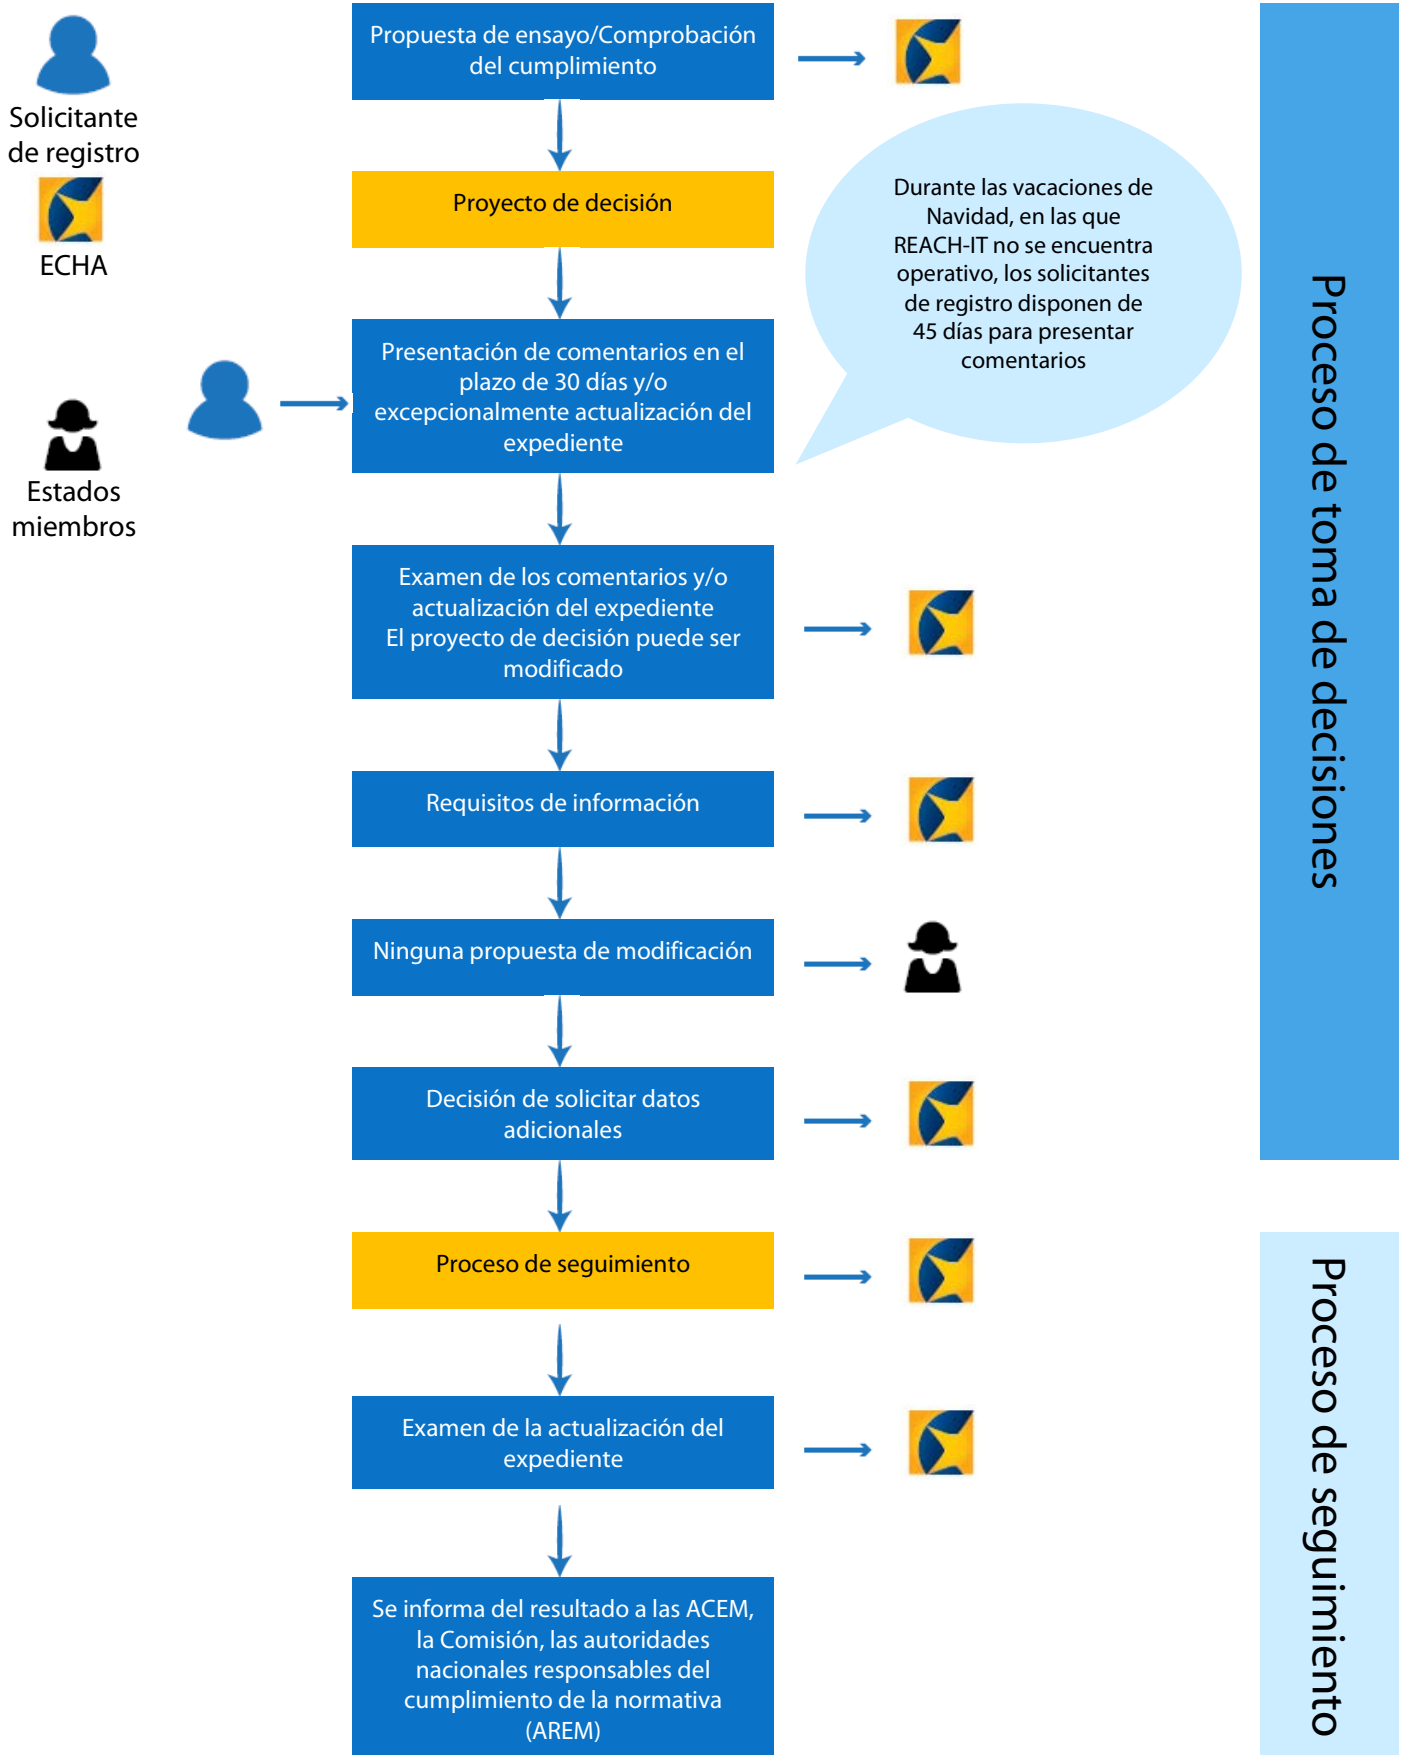 Solicitante
de registro
ECHA
Estados
miembros
Propuesta de ensayo/Comprobación
del cumplimiento
Proyecto de decisión
Durante las vacaciones de
Navidad, en las que
REACH-IT no se encuentra
operativo, los solicitantes
de registro disponen de
45 días para presentar
comentarios
Presentación de comentarios en el
plazo de 30 días y/o
excepcionalmente actualización del
expediente
Examen de los comentarios y/o
actualización del expediente
El proyecto de decisión puede ser
modificado
Requisitos de información
Ninguna propuesta de modificación
Decisión de solicitar datos
adicionales
Proceso de seguimiento
Examen de la actualización del
expediente
Se informa del resultado a las ACEM,
la Comisión, las autoridades
nacionales responsables del
cumplimiento de la normativa
(AREM)
Proceso de toma de decisiones
Proceso de seguimiento